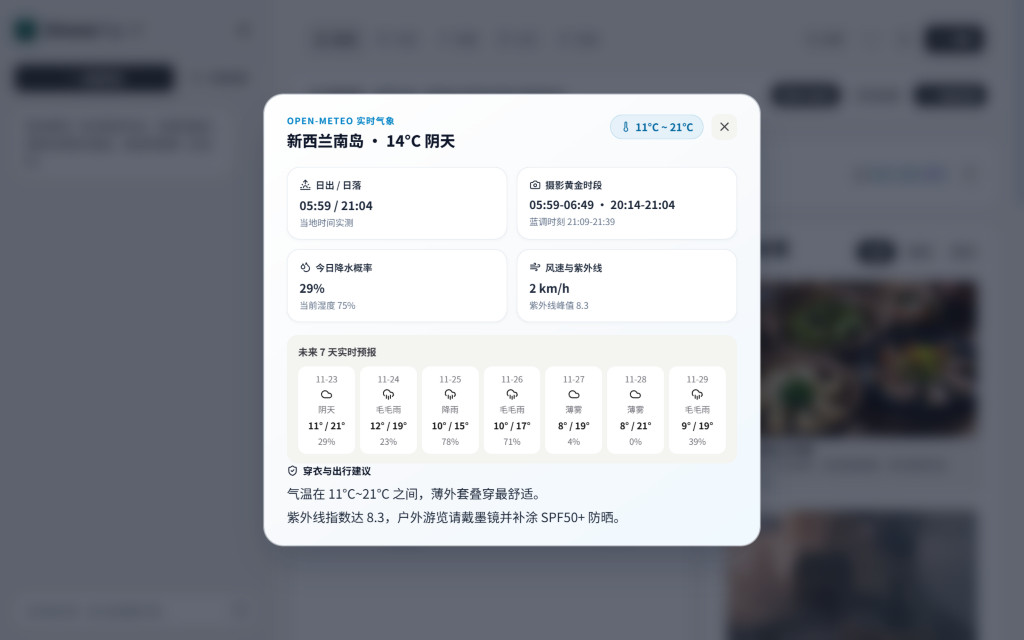 OPEN-METEO 实时气象
新西兰南岛 · 14°C 阴天
11°C ~ 21°C
日出 / 日落
05:59 / 21:04
当地时间实测
摄影黄金时段
05:59-06:49 · 20:14-21:04
蓝调时刻 21:09-21:39
今日降水概率
29%
当前湿度 75%
风速与紫外线
2 km/h
紫外线峰值 8.3
未来 7 天实时预报
11-23 11-24 11-25 11-26 11-27 11-28 11-29
阴天 毛毛雨 降雨 毛毛雨 薄雾 薄雾 毛毛雨
11° / 21° 12° / 19° 10° / 15° 10° / 17° 8° / 19° 8° / 21° 9° / 19°
29% 23% 78% 71% 4% 0% 39%
穿衣与出行建议
气温在 11°C~21°C 之间，薄外套叠穿最舒适。
紫外线指数达 8.3，户外游览请戴墨镜并补涂 SPF50+ 防晒。